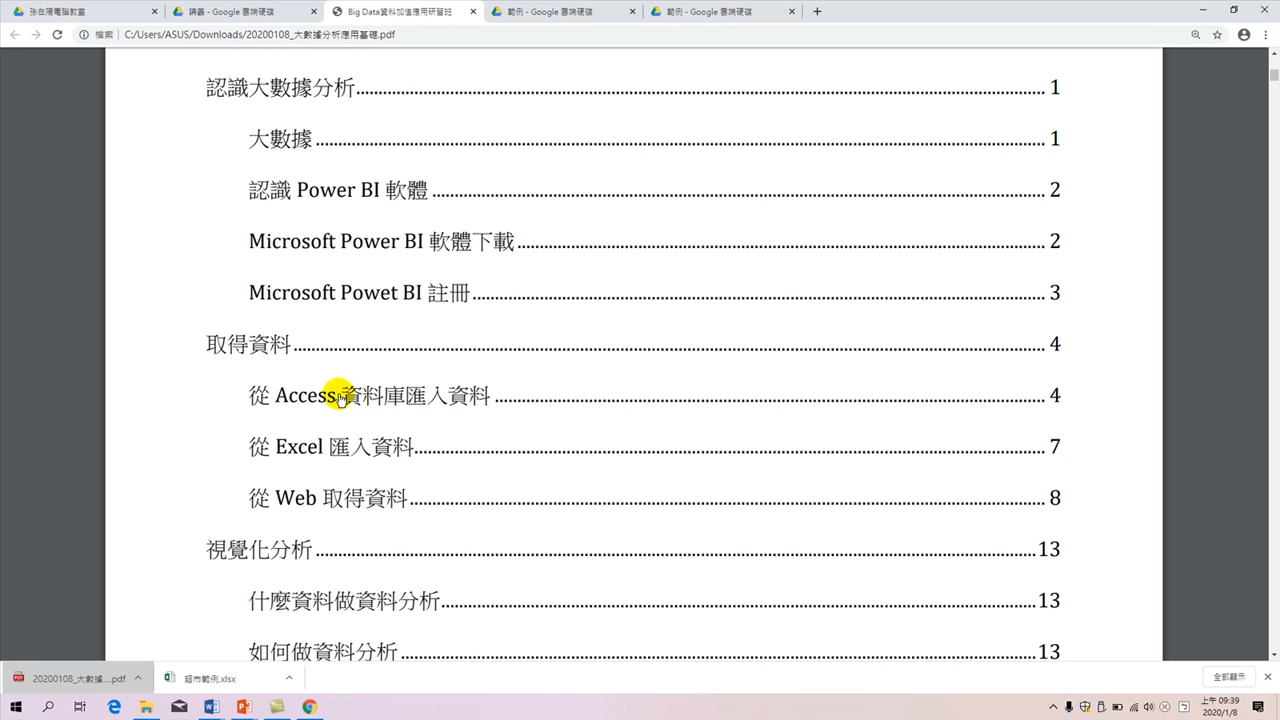 孫在陽電腦教室
講義 - Google 雲端硬碟
Big Data資料加值應用研習班
範例 - Google 雲端硬碟
範例 - Google 雲端硬碟
檔案 C:/Users/ASUS/Downloads/20200108_大數據分析應用基礎.pdf
認識大數據分析 1
大數據 1
認識 Power BI 軟體 2
Microsoft Power BI 軟體下載 2
Microsoft Powet BI 註冊 3
取得資料 4
從 Access 資料庫匯入資料 4
從 Excel 匯入資料 7
從 Web 取得資料 8
視覺化分析 13
什麼資料做資料分析 13
如何做資料分析 13
20200108_大數據....pdf
超市範例.xlsx
全部顯示
上午 09:39
2020/1/8